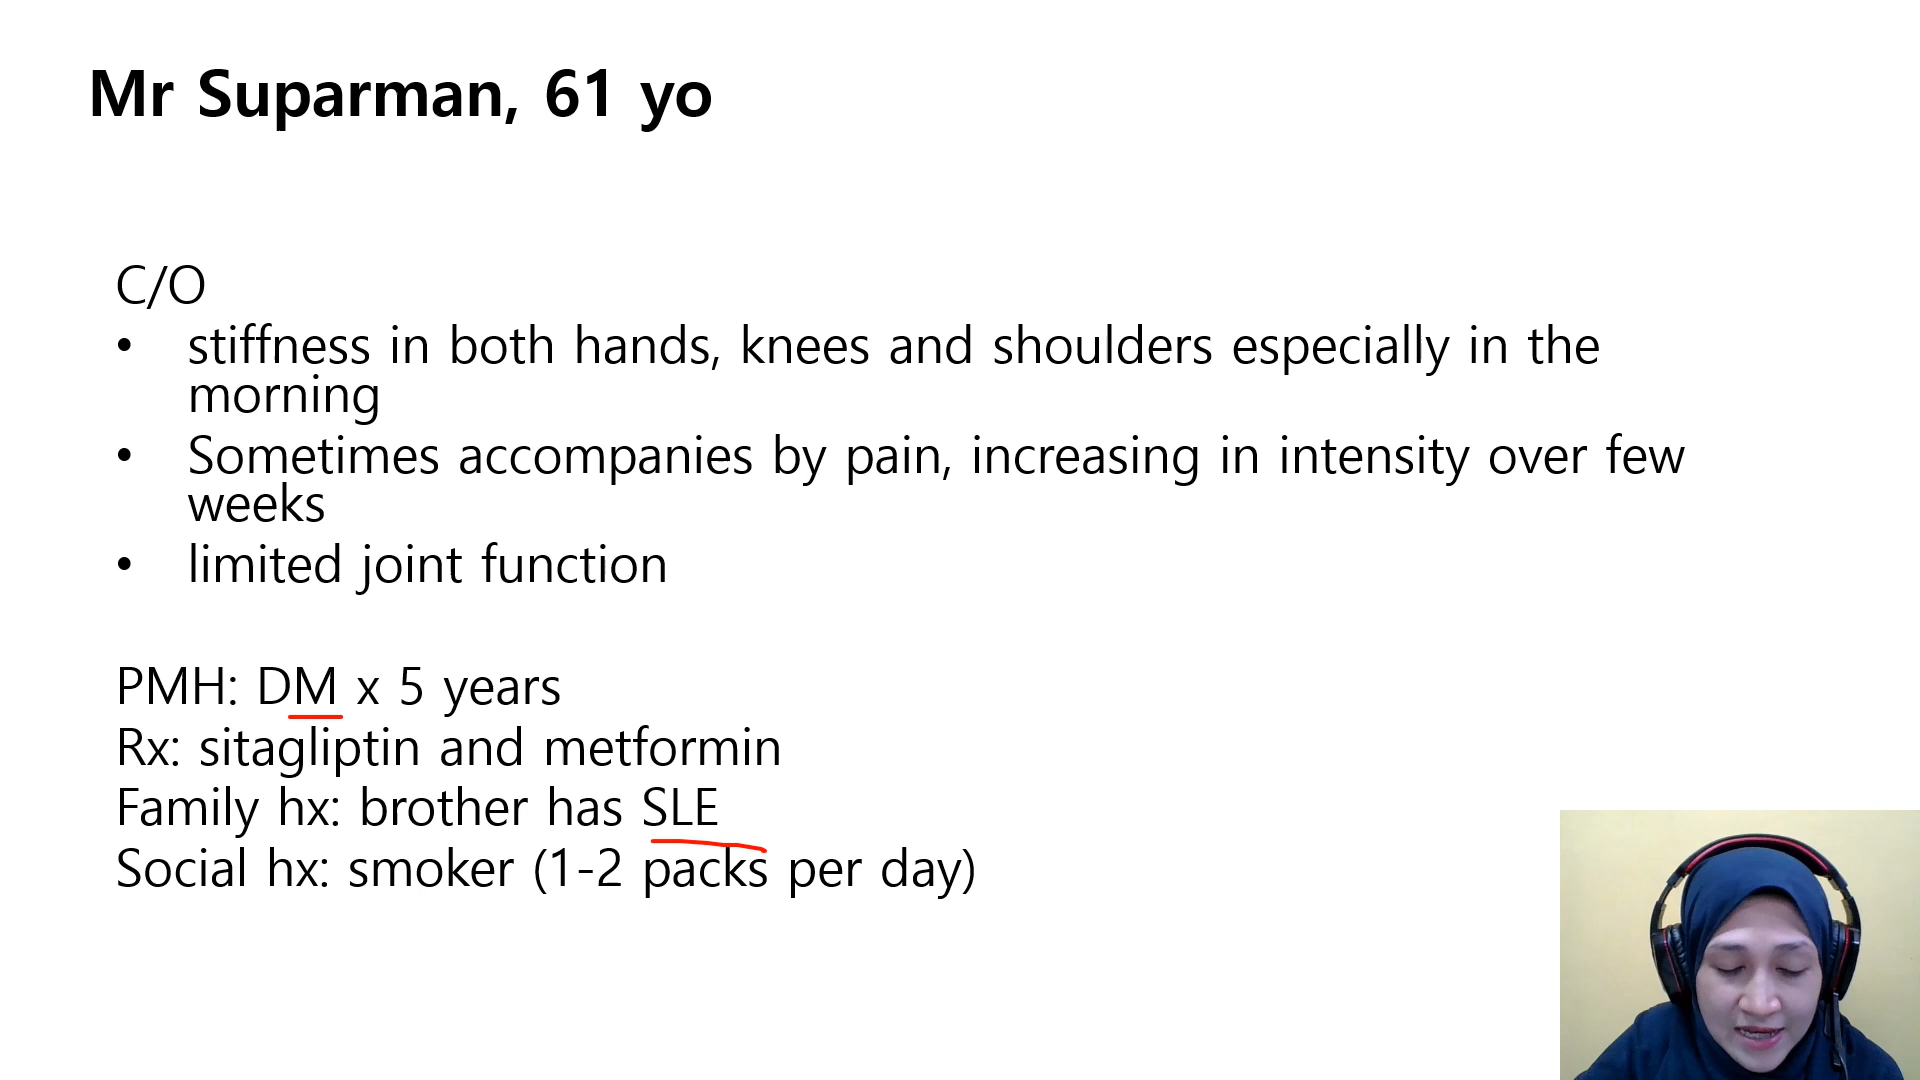 Mr Suparman, 61 yo
C/O
• stiffness in both hands, knees and shoulders especially in the
morning
• Sometimes accompanies by pain, increasing in intensity over few
weeks
• limited joint function
PMH: DM x 5 years
Rx: sitagliptin and metformin
Family hx: brother has SLE
Social hx: smoker (1-2 packs per day)